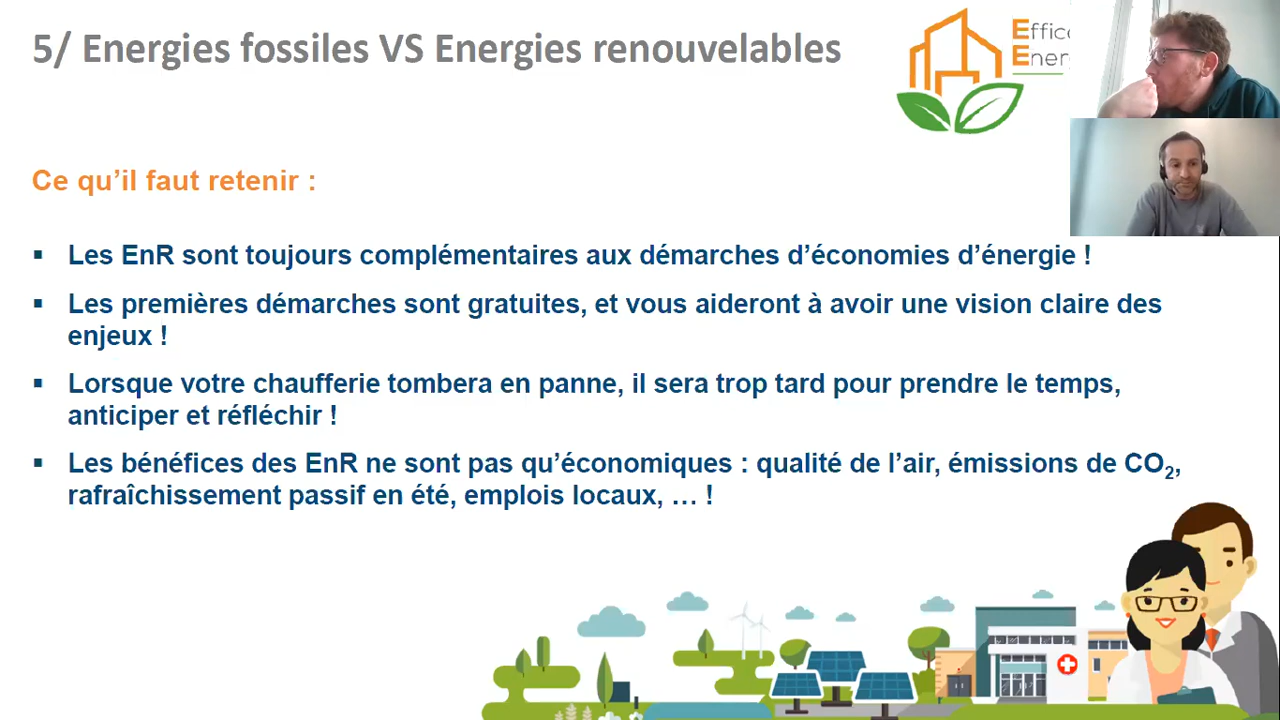 5/ Energies fossiles VS Energies renouvelables
Ce qu’il faut retenir :
▪ Les EnR sont toujours complémentaires aux démarches d’économies d’énergie !
▪ Les premières démarches sont gratuites, et vous aideront à avoir une vision claire des
enjeux !
▪ Lorsque votre chaufferie tombera en panne, il sera trop tard pour prendre le temps,
anticiper et réfléchir !
▪ Les bénéfices des EnR ne sont pas qu’économiques : qualité de l’air, émissions de CO₂,
rafraîchissement passif en été, emplois locaux, … !